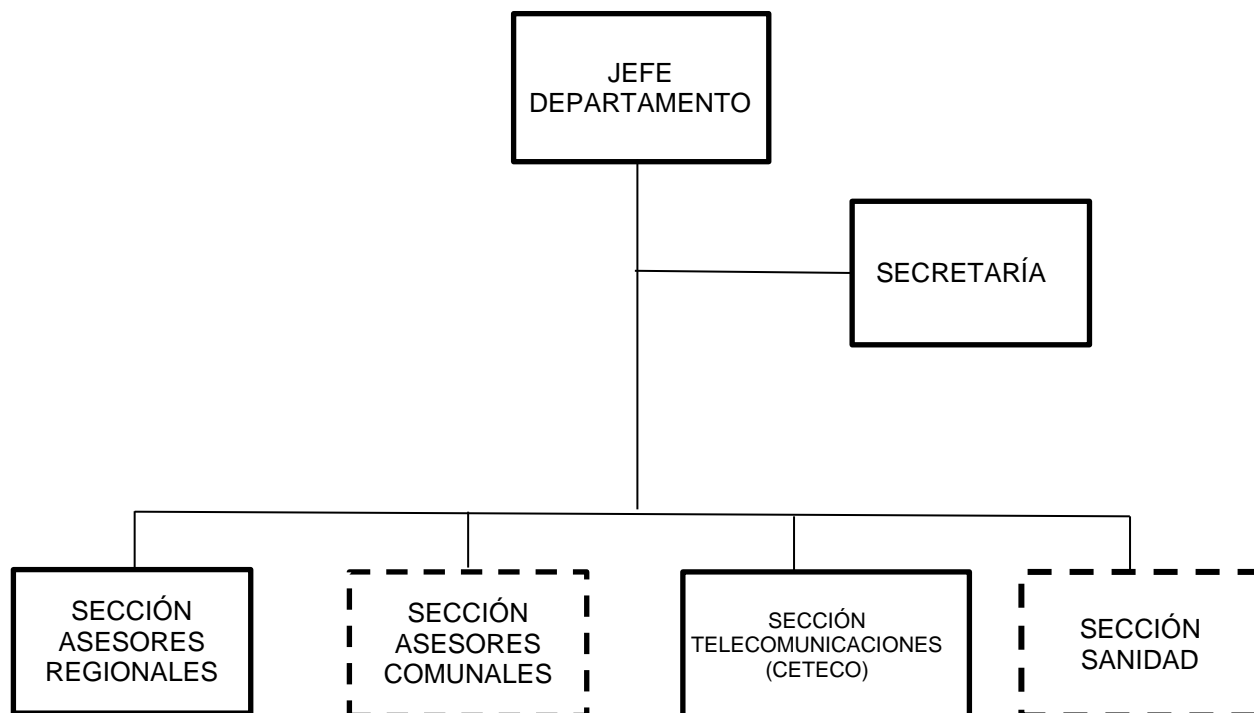 JEFE
DEPARTAMENTO
SECRETARÍA
SECCIÓN
ASESORES
REGIONALES
SECCIÓN
ASESORES
COMUNALES
SECCIÓN
TELECOMUNICACIONES
(CETECO)
SECCIÓN
SANIDAD